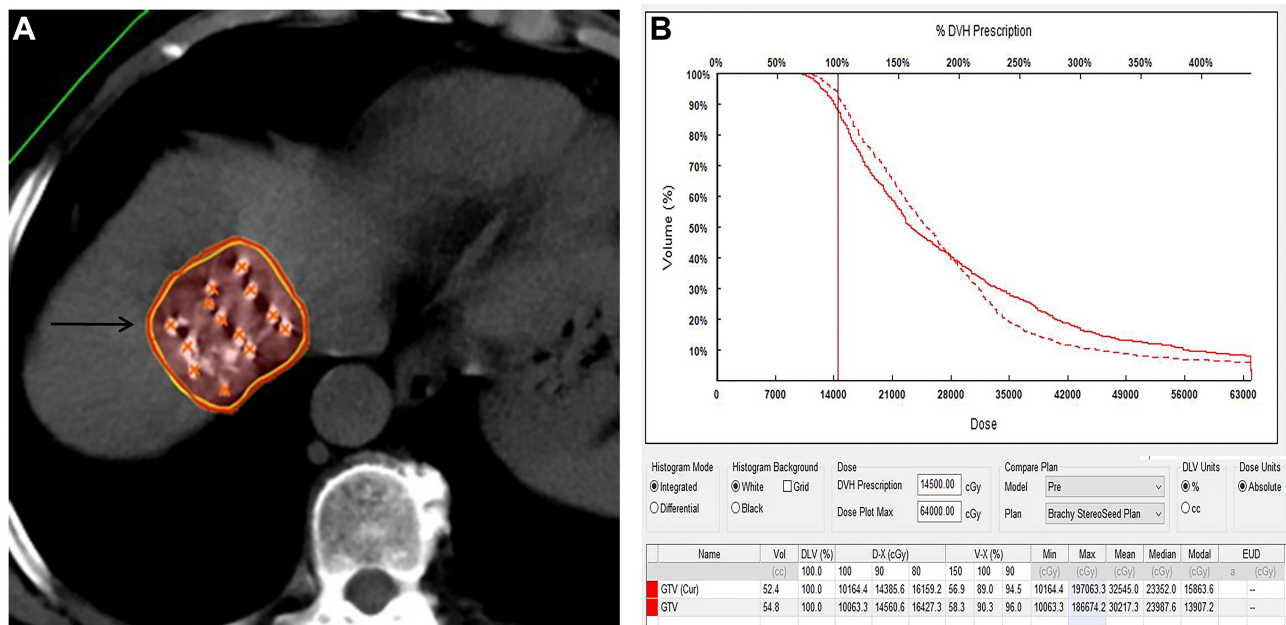 A
B
% DVH Prescription
0 50% 100% 150% 200% 250% 300% 350% 400%
100%
90%
80%
70%
60%
50%
40%
30%
20%
10%
Volume (%)
0 7000 14000 21000 28000 35000 42000 49000 56000 63000
Dose
Histogram Mode Histogram Background Dose Compare Plan DLV Units Dose Units
Integrated White Grid DVH Prescription 14500.00 cGy Model Pre % Absolute
Differential Black Dose Plot Max 64000.00 cGy Plan Brachy StereoSeed Plan cc
Name Vol DLV (%) D-X (cGy) V-X (%) Min Max Mean Median Modal EUD
(cc) 100.0 100 90 80 150 100 90 (cGy) (cGy) (cGy) (cGy) (cGy) a (cGy)
GTV (Cur) 52.4 100.0 10164.4 14385.6 16159.2 56.9 89.0 94.5 10164.4 197063.3 32545.0 23352.0 15863.6 --
GTV 54.8 100.0 10063.3 14560.6 16427.3 58.3 90.3 96.0 10063.3 186674.2 30217.3 23987.6 13907.2 --